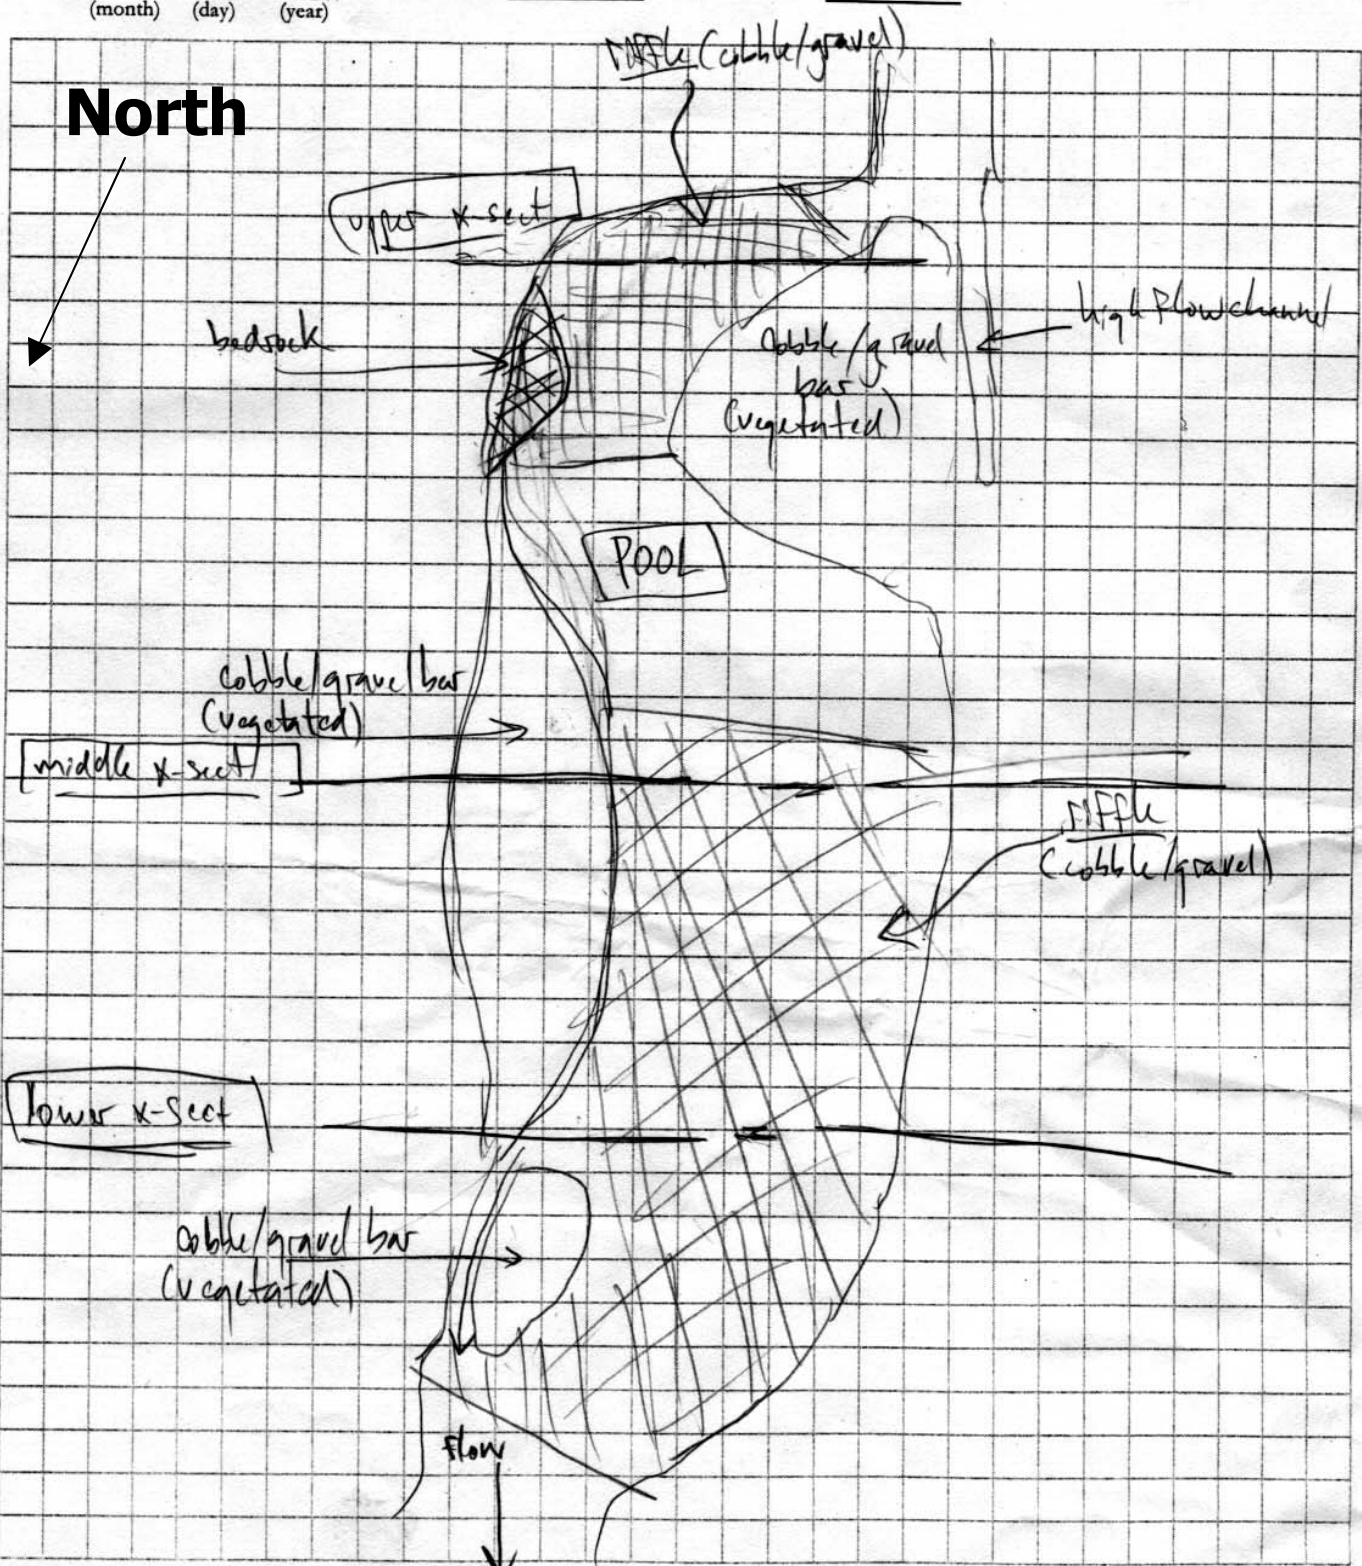 (month) (day) (year)
riffle (cobble/gravel)
North
upper x-sect
high flow channel
bedrock
cobble/gravel
bar
(vegetated)
POOL
cobble/gravel bar
(vegetated)
middle x-sect
riffle
(cobble/gravel)
lower x-sect
cobble/gravel bar
(vegetated)
flow